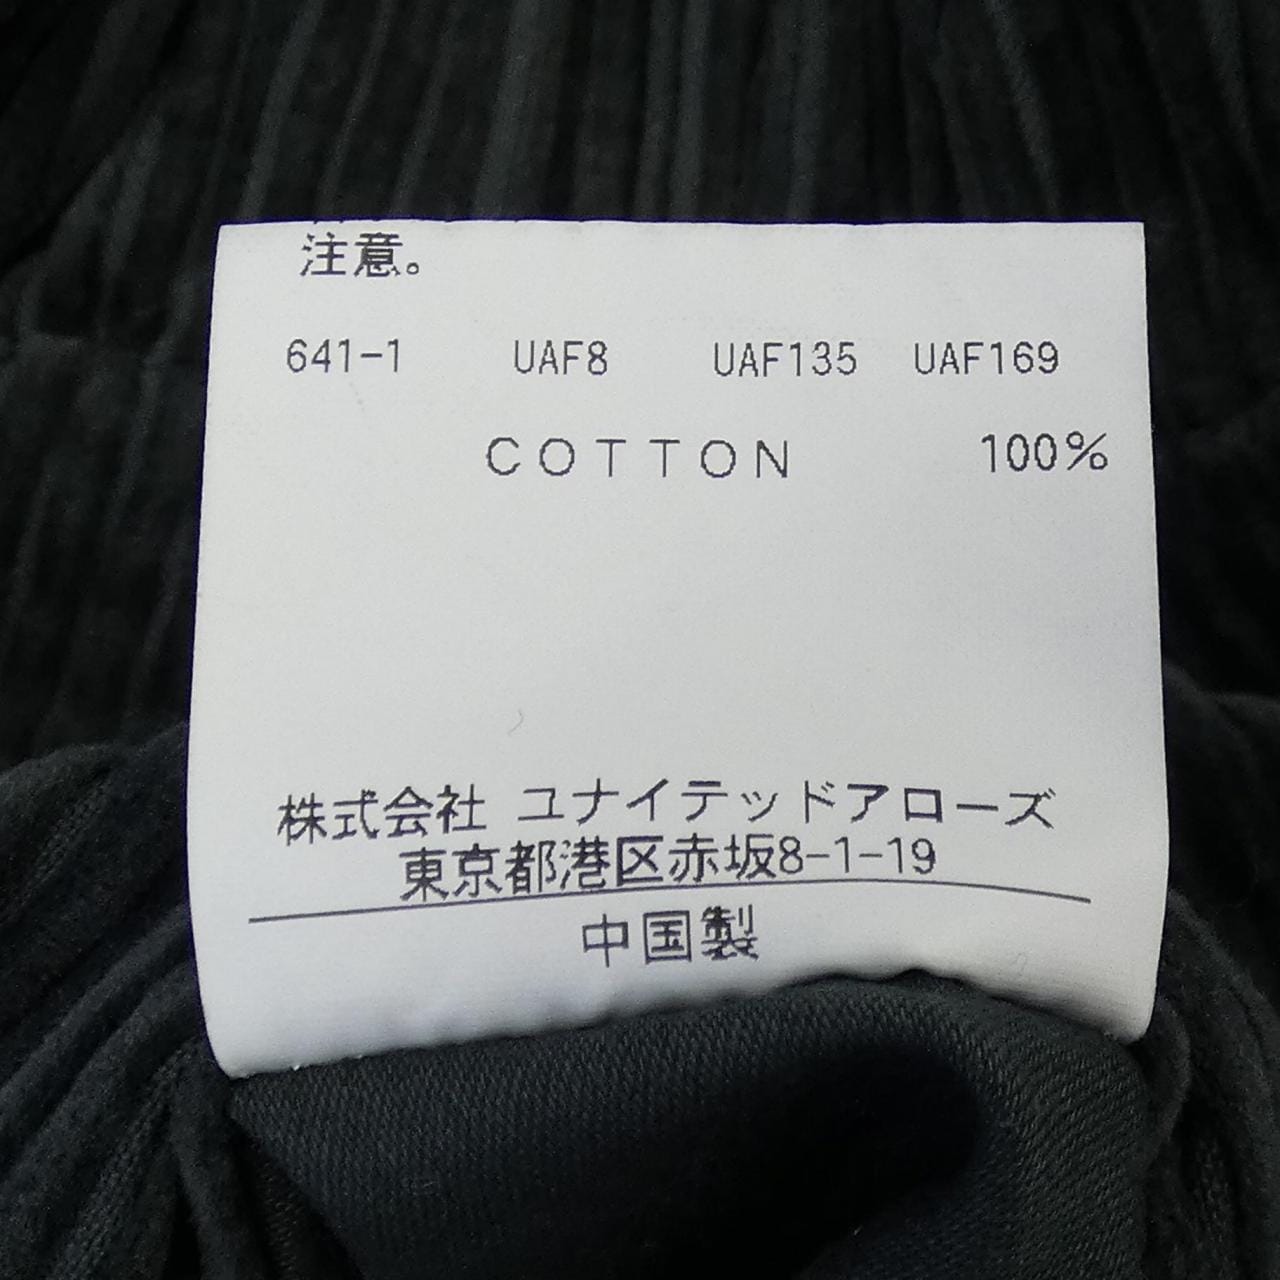 注意。
641-1 UAF8 UAF135 UAF169
COTTON 100%
株式会社 ユナイテッドアローズ
東京都港区赤坂8-1-19
中国製